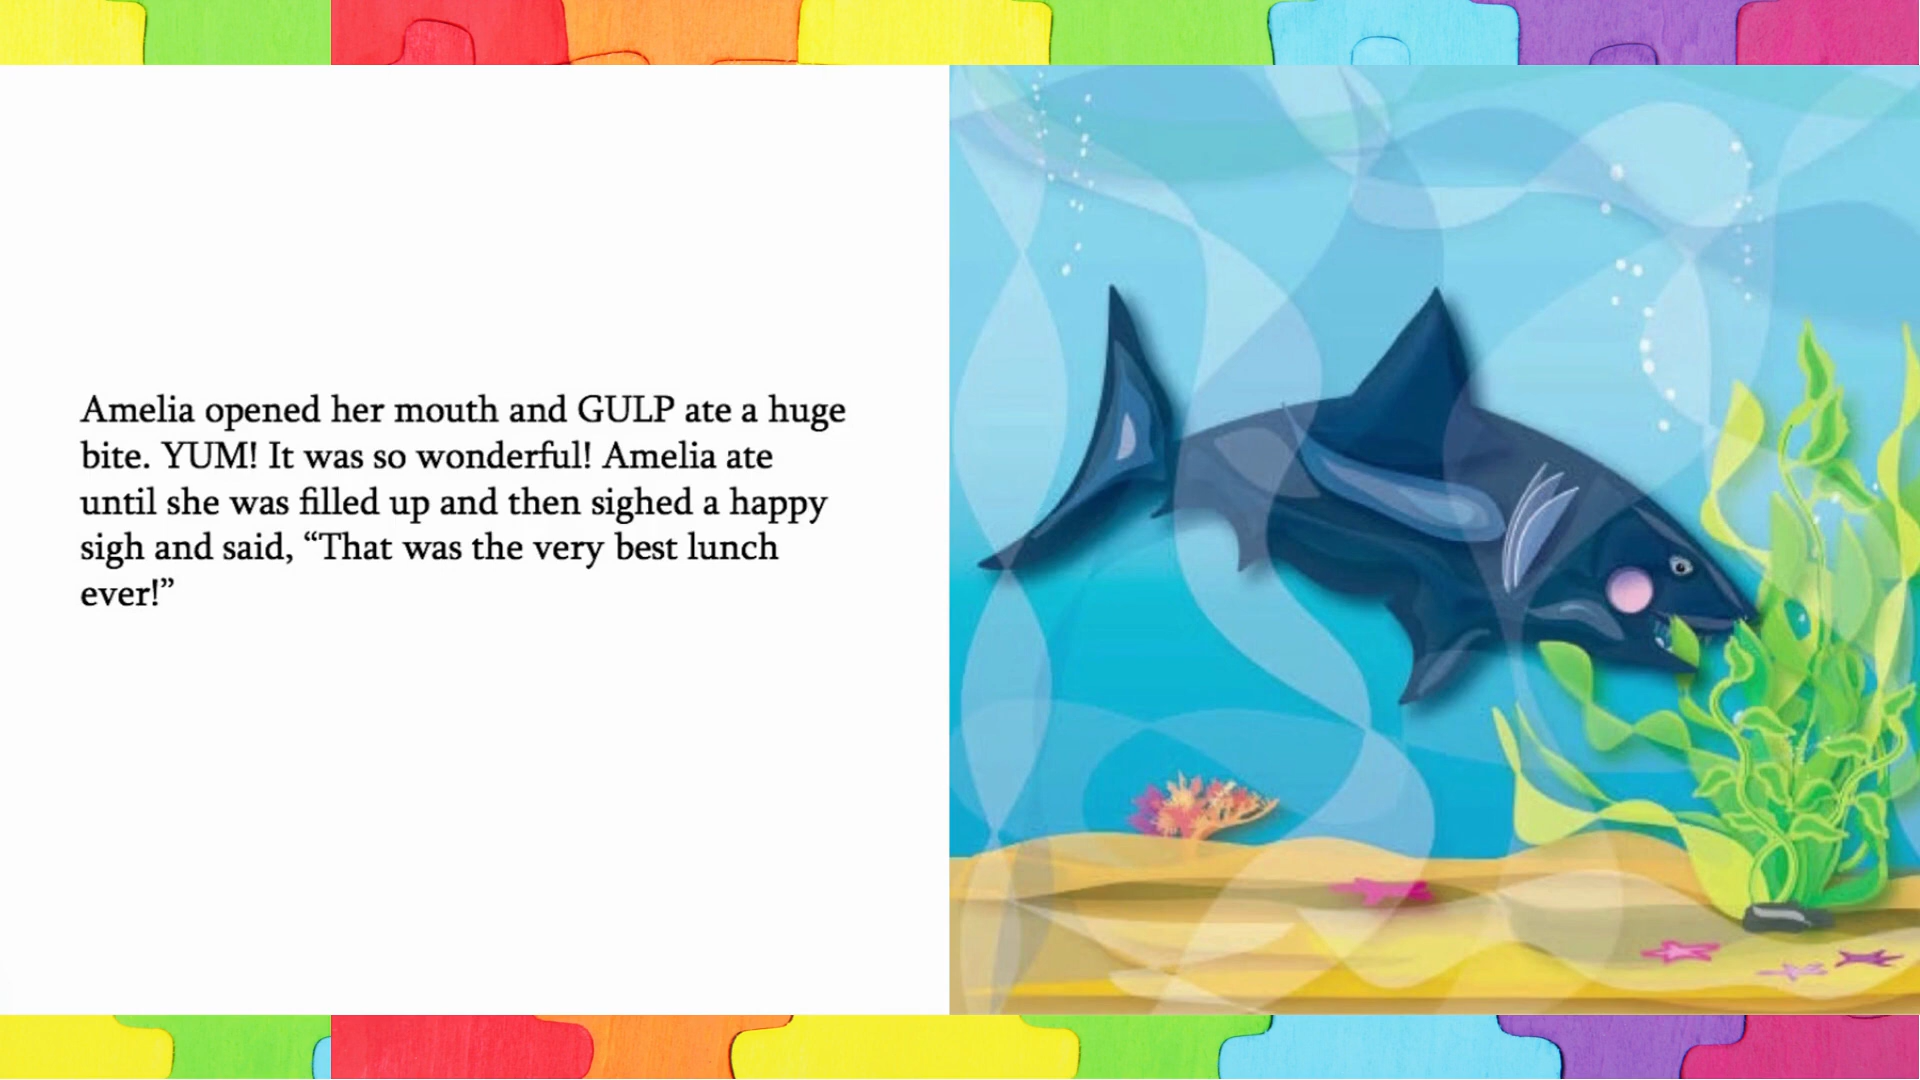 Amelia opened her mouth and GULP ate a huge
bite. YUM! It was so wonderful! Amelia ate
until she was filled up and then sighed a happy
sigh and said, “That was the very best lunch
ever!”